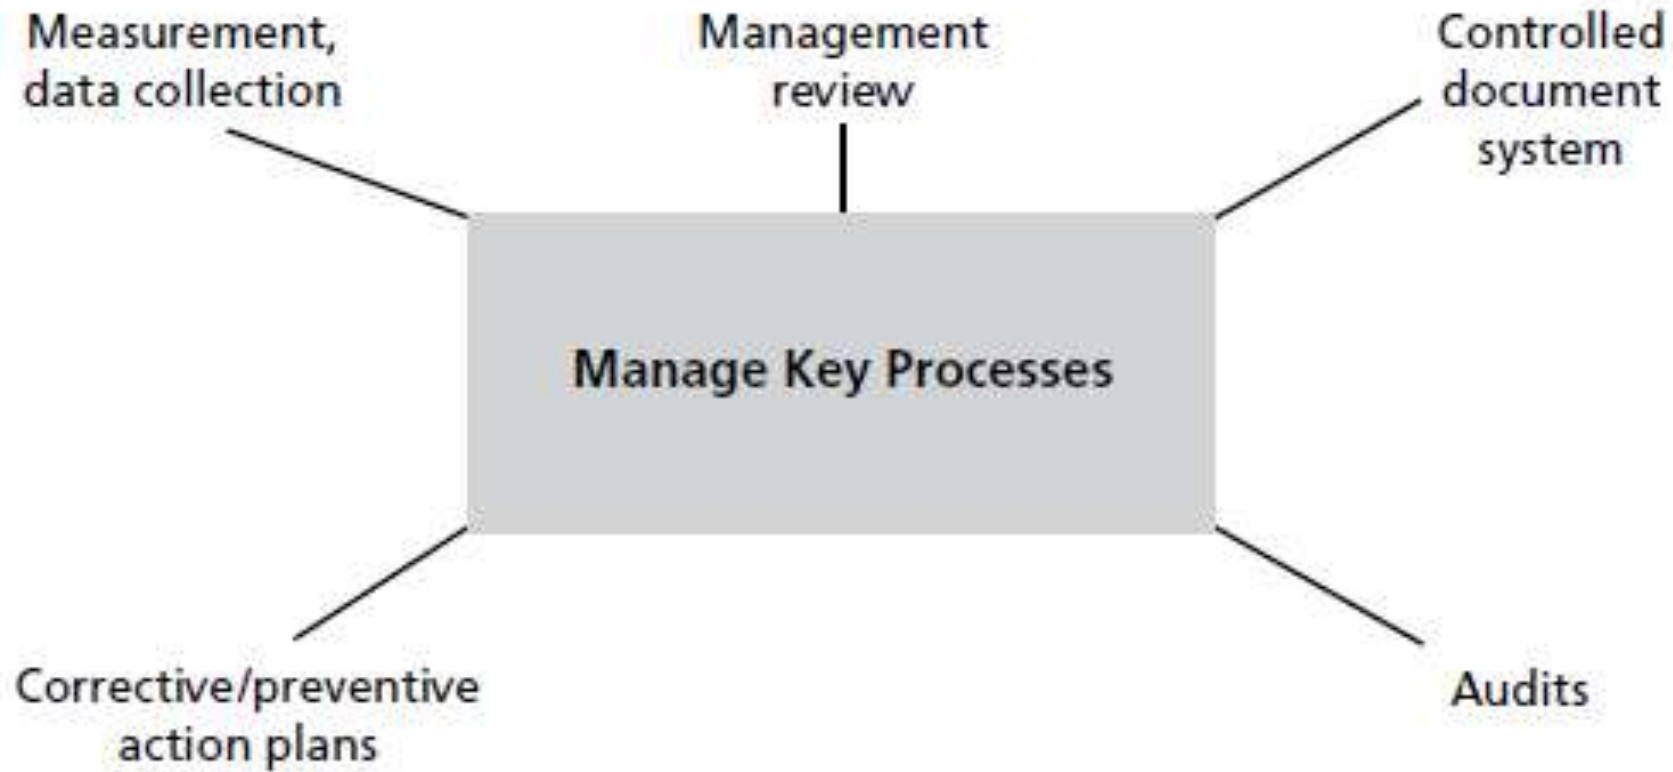 Measurement,
data collection
Management
review
Controlled
document
system
Manage Key Processes
Corrective/preventive
action plans
Audits